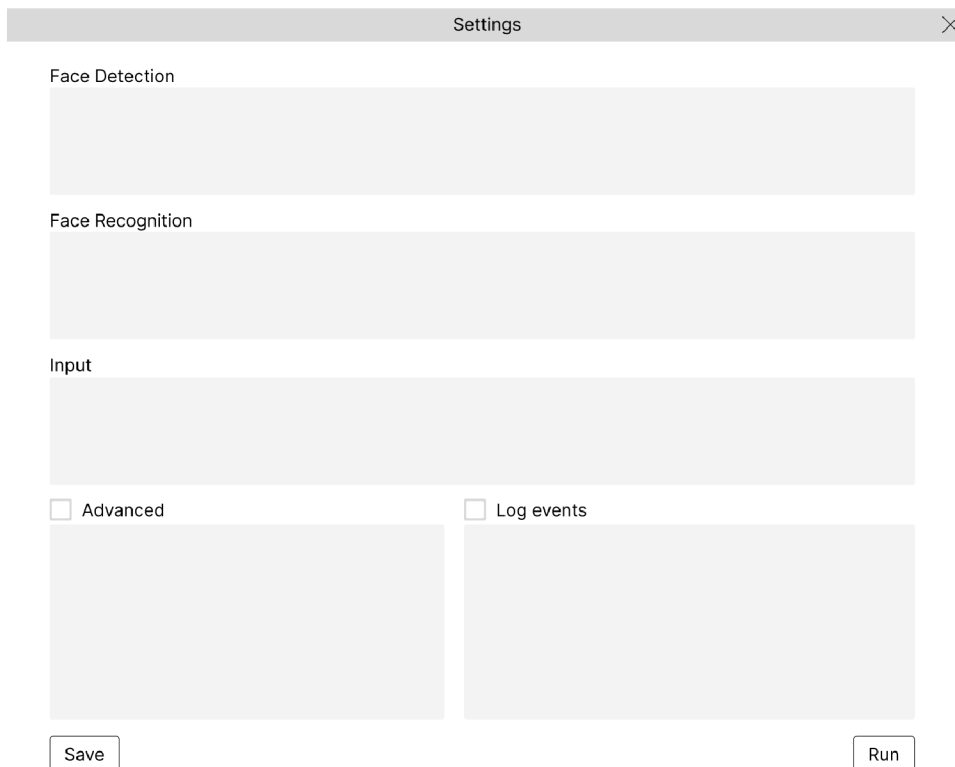 Settings
Face Detection
Face Recognition
Input
Advanced
Log events
Save
Run